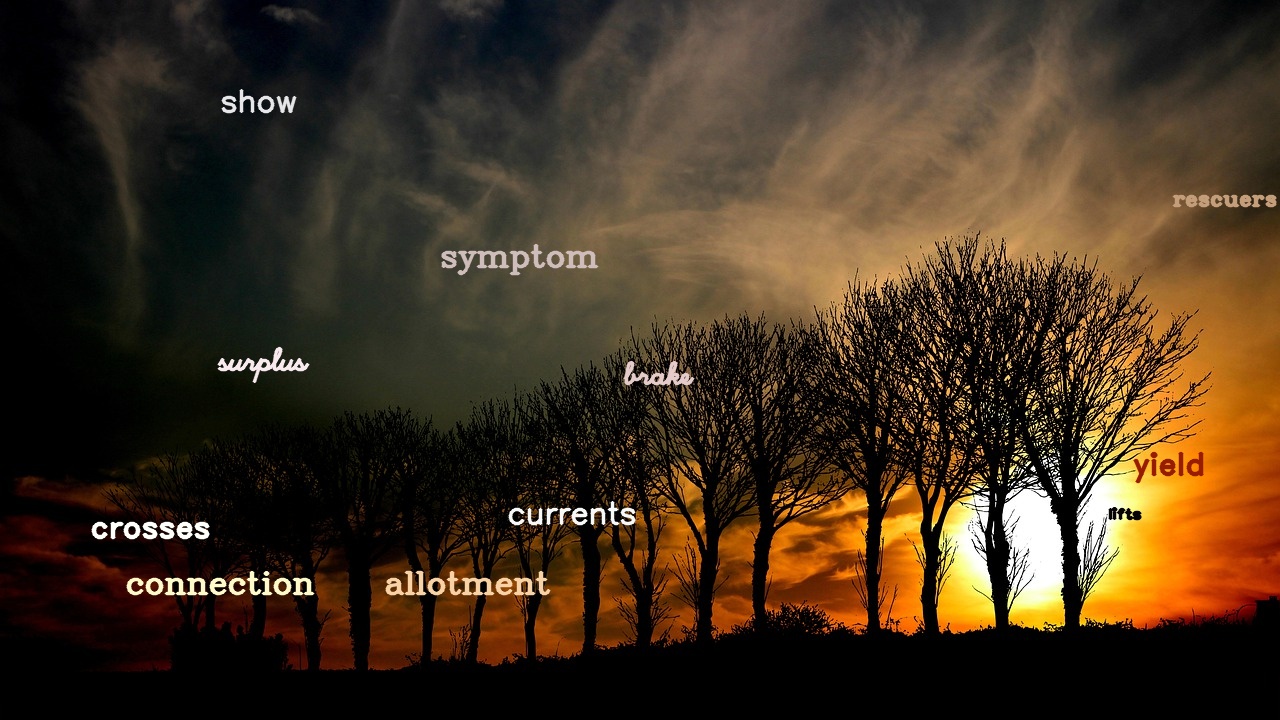 show
rescuers
symptom
surplus
brake
yield
currents
lifts
crosses
connection
allotment